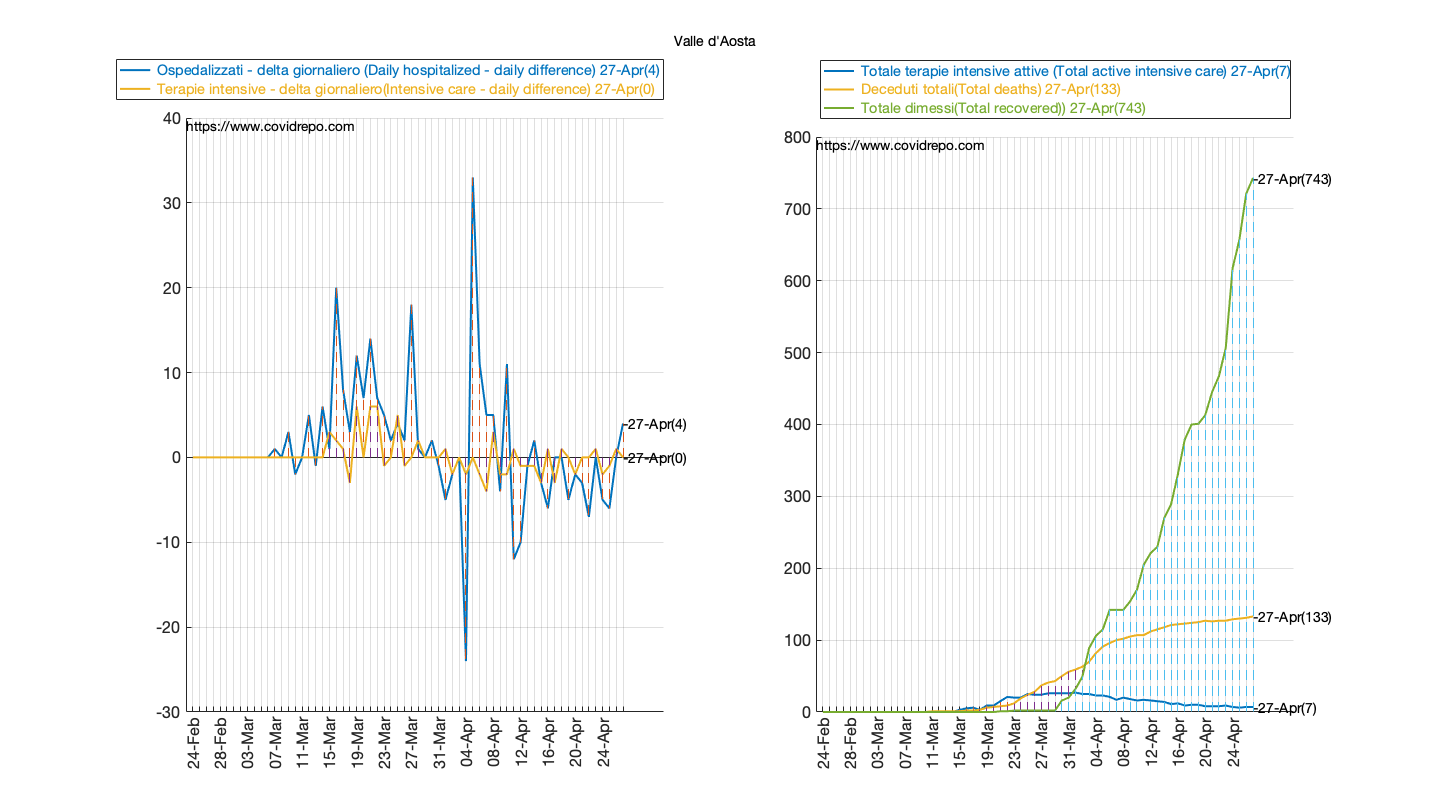 Valle d'Aosta
Ospedalizzati - delta giornaliero (Daily hospitalized - daily difference) 27-Apr(4)
Terapie intensive - delta giornaliero(Intensive care - daily difference) 27-Apr(0)
https://www.covidrepo.com
40
30
20
10
0
-10
-20
-30
27-Apr(4)
27-Apr(0)
24-Feb
28-Feb
03-Mar
07-Mar
11-Mar
15-Mar
19-Mar
23-Mar
27-Mar
31-Mar
04-Apr
08-Apr
12-Apr
16-Apr
20-Apr
24-Apr
Totale terapie intensive attive (Total active intensive care) 27-Apr(7)
Deceduti totali(Total deaths) 27-Apr(133)
Totale dimessi(Total recovered)) 27-Apr(743)
https://www.covidrepo.com
800
700
600
500
400
300
200
100
0
27-Apr(743)
27-Apr(133)
27-Apr(7)
24-Feb
28-Feb
03-Mar
07-Mar
11-Mar
15-Mar
19-Mar
23-Mar
27-Mar
31-Mar
04-Apr
08-Apr
12-Apr
16-Apr
20-Apr
24-Apr